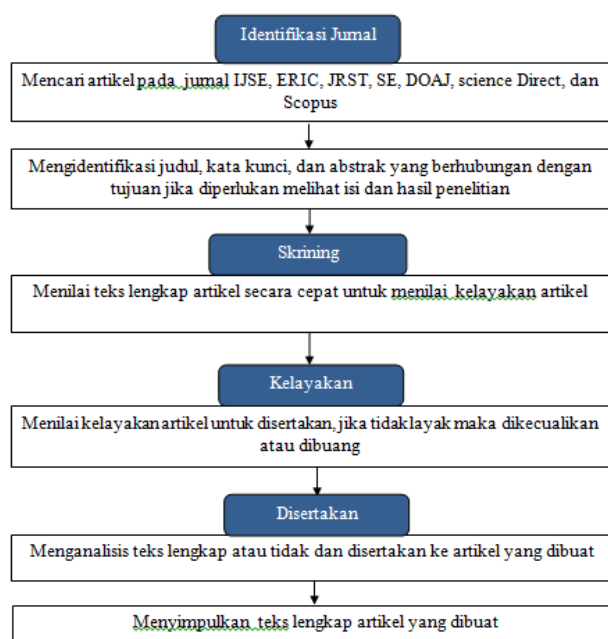 Identifikasi Jurnal
Mencari artikel pada jurnal IJSE, ERIC, JRST, SE, DOAJ, science Direct, dan
Scopus
Mengidentifikasi judul, kata kunci, dan abstrak yang berhubungan dengan
tujuan jika diperlukan melihat isi dan hasil penelitian
Skrining
Menilai teks lengkap artikel secara cepat untuk menilai kelayakan artikel
Kelayakan
Menilai kelayakan artikel untuk disertakan, jika tidak layak maka dikecualikan
atau dibuang
Disertakan
Menganalisis teks lengkap atau tidak dan disertakan ke artikel yang dibuat
Menyimpulkan teks lengkap artikel yang dibuat